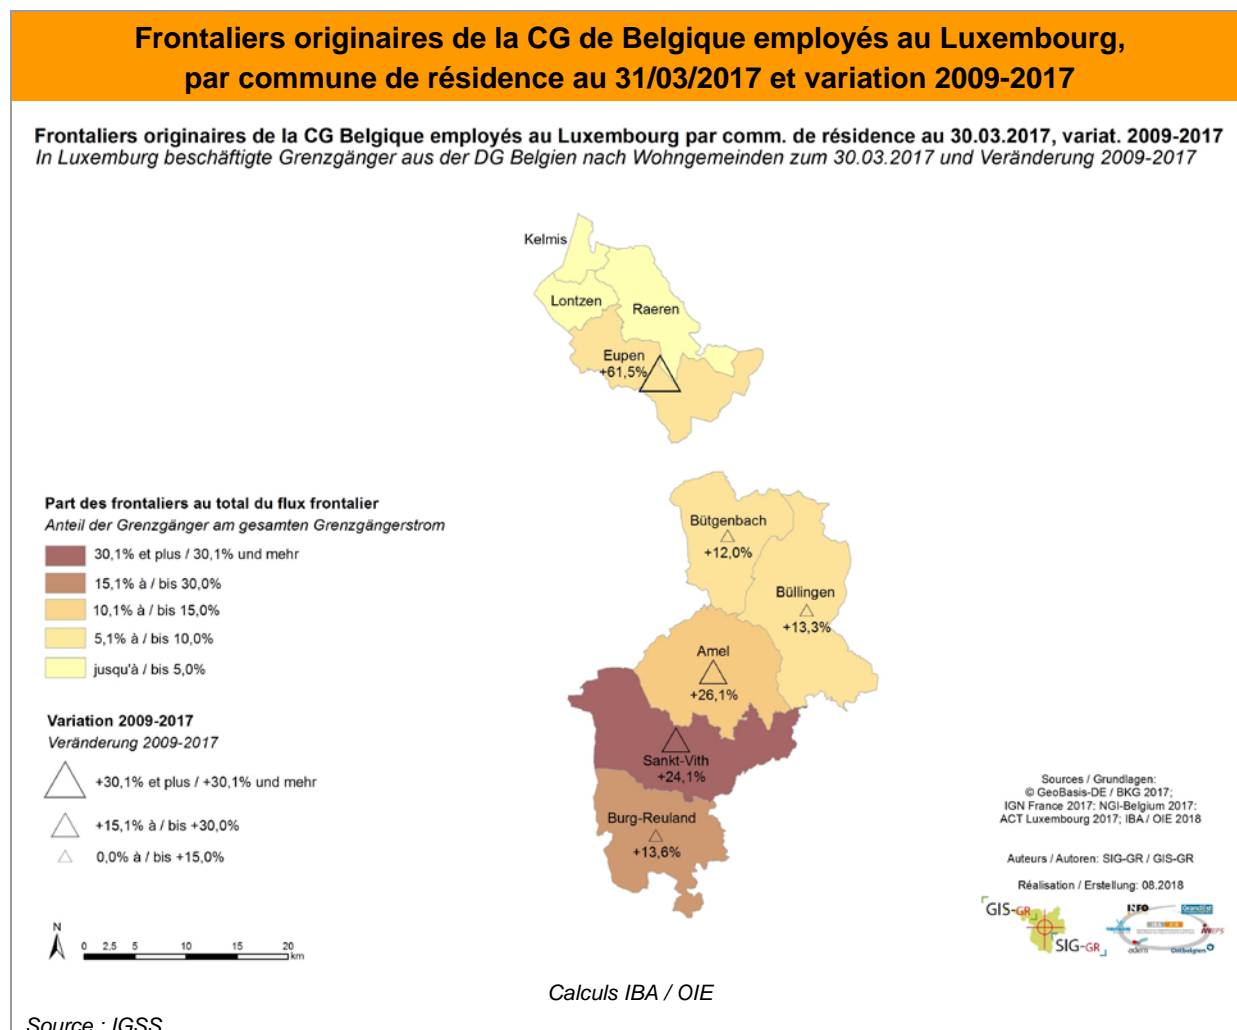 Frontaliers originaires de la CG de Belgique employés au Luxembourg,
par commune de résidence au 31/03/2017 et variation 2009-2017
Frontaliers originaires de la CG Belgique employés au Luxembourg par comm. de résidence au 30.03.2017, variat. 2009-2017
In Luxemburg beschäftigte Grenzgänger aus der DG Belgien nach Wohngemeinden zum 30.03.2017 und Veränderung 2009-2017
Kelmis
Lontzen
Raeren
Eupen
+61,5%
Bütgenbach
+12,0%
Büllingen
+13,3%
Amel
+26,1%
Sankt-Vith
+24,1%
Burg-Reuland
+13,6%
Part des frontaliers au total du flux frontalier
Anteil der Grenzgänger am gesamten Grenzgängerstrom
30,1% et plus / 30,1% und mehr
15,1% à / bis 30,0%
10,1% à / bis 15,0%
5,1% à / bis 10,0%
jusqu'à / bis 5,0%
Variation 2009-2017
Veränderung 2009-2017
+30,1% et plus / +30,1% und mehr
+15,1% à / bis +30,0%
0,0% à / bis +15,0%
N
0 2,5 5 10 15 20
km
Sources / Grundlagen:
© GeoBasis-DE / BKG 2017;
IGN France 2017: NGI-Belgium 2017:
ACT Luxembourg 2017; IBA / OIE 2018
Auteurs / Autoren: SIG-GR / GIS-GR
Réalisation / Erstellung: 08.2018
GIS-GR
SIG-GR
INFO
GrandEst
adem
Ostbelgien
Calculs IBA / OIE
Source : IGSS